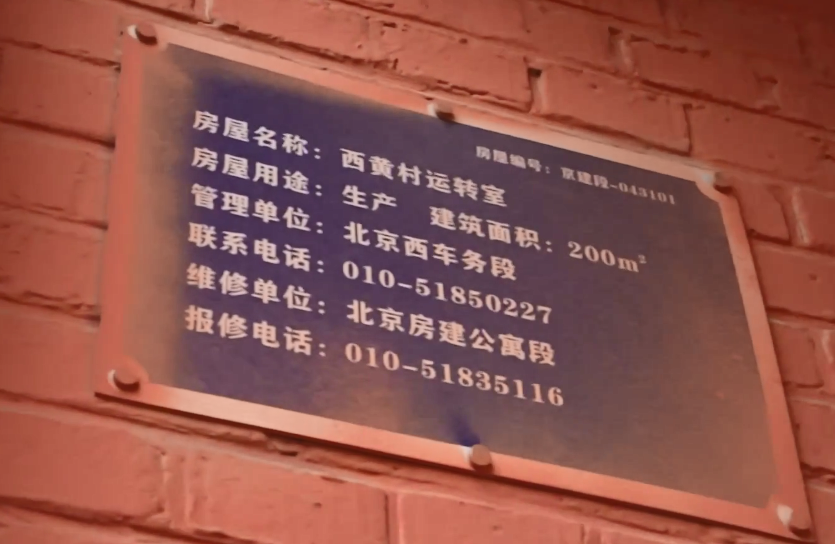 房屋编号：京建段-043101
房屋名称：西黄村运转室
房屋用途：生产 建筑面积：200m²
管理单位：北京西车务段
联系电话：010-51850227
维修单位：北京房建公寓段
报修电话：010-51835116